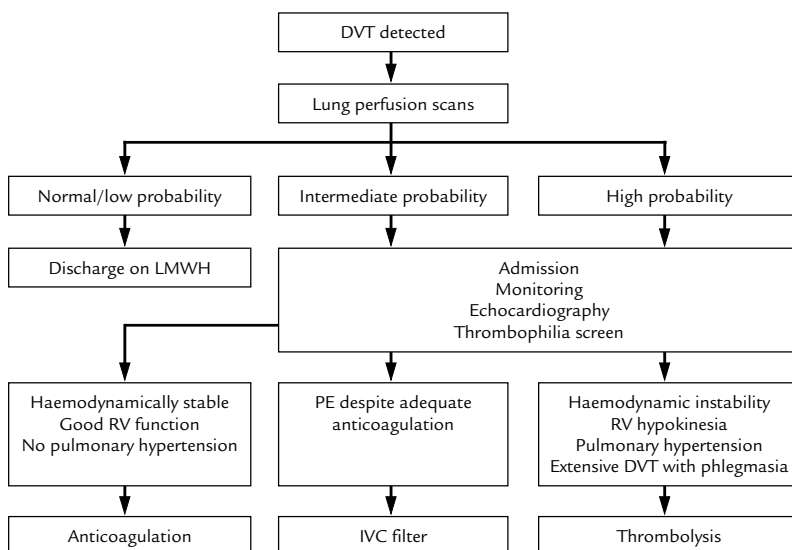 DVT detected
Lung perfusion scans
Normal/low probability
Intermediate probability
High probability
Discharge on LMWH
Admission
Monitoring
Echocardiography
Thrombophilia screen
Haemodynamically stable
Good RV function
No pulmonary hypertension
PE despite adequate
anticoagulation
Haemodynamic instability
RV hypokinesia
Pulmonary hypertension
Extensive DVT with phlegmasia
Anticoagulation
IVC filter
Thrombolysis